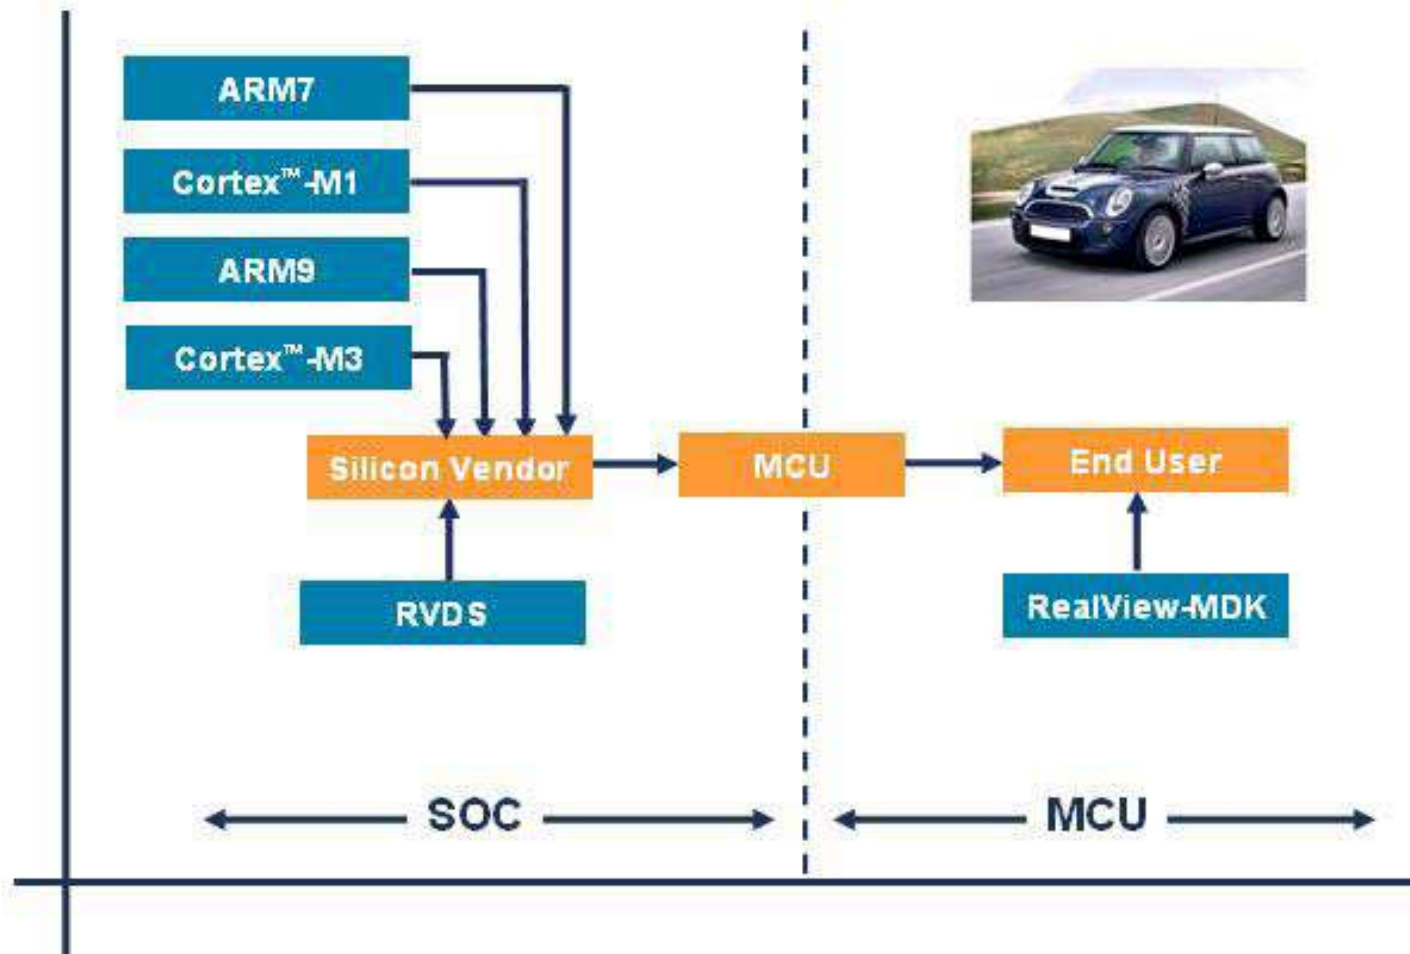 ARM7
Cortex™-M1
ARM9
Cortex™-M3
Silicon Vendor
MCU
End User
RVDS
RealView-MDK
SOC
MCU